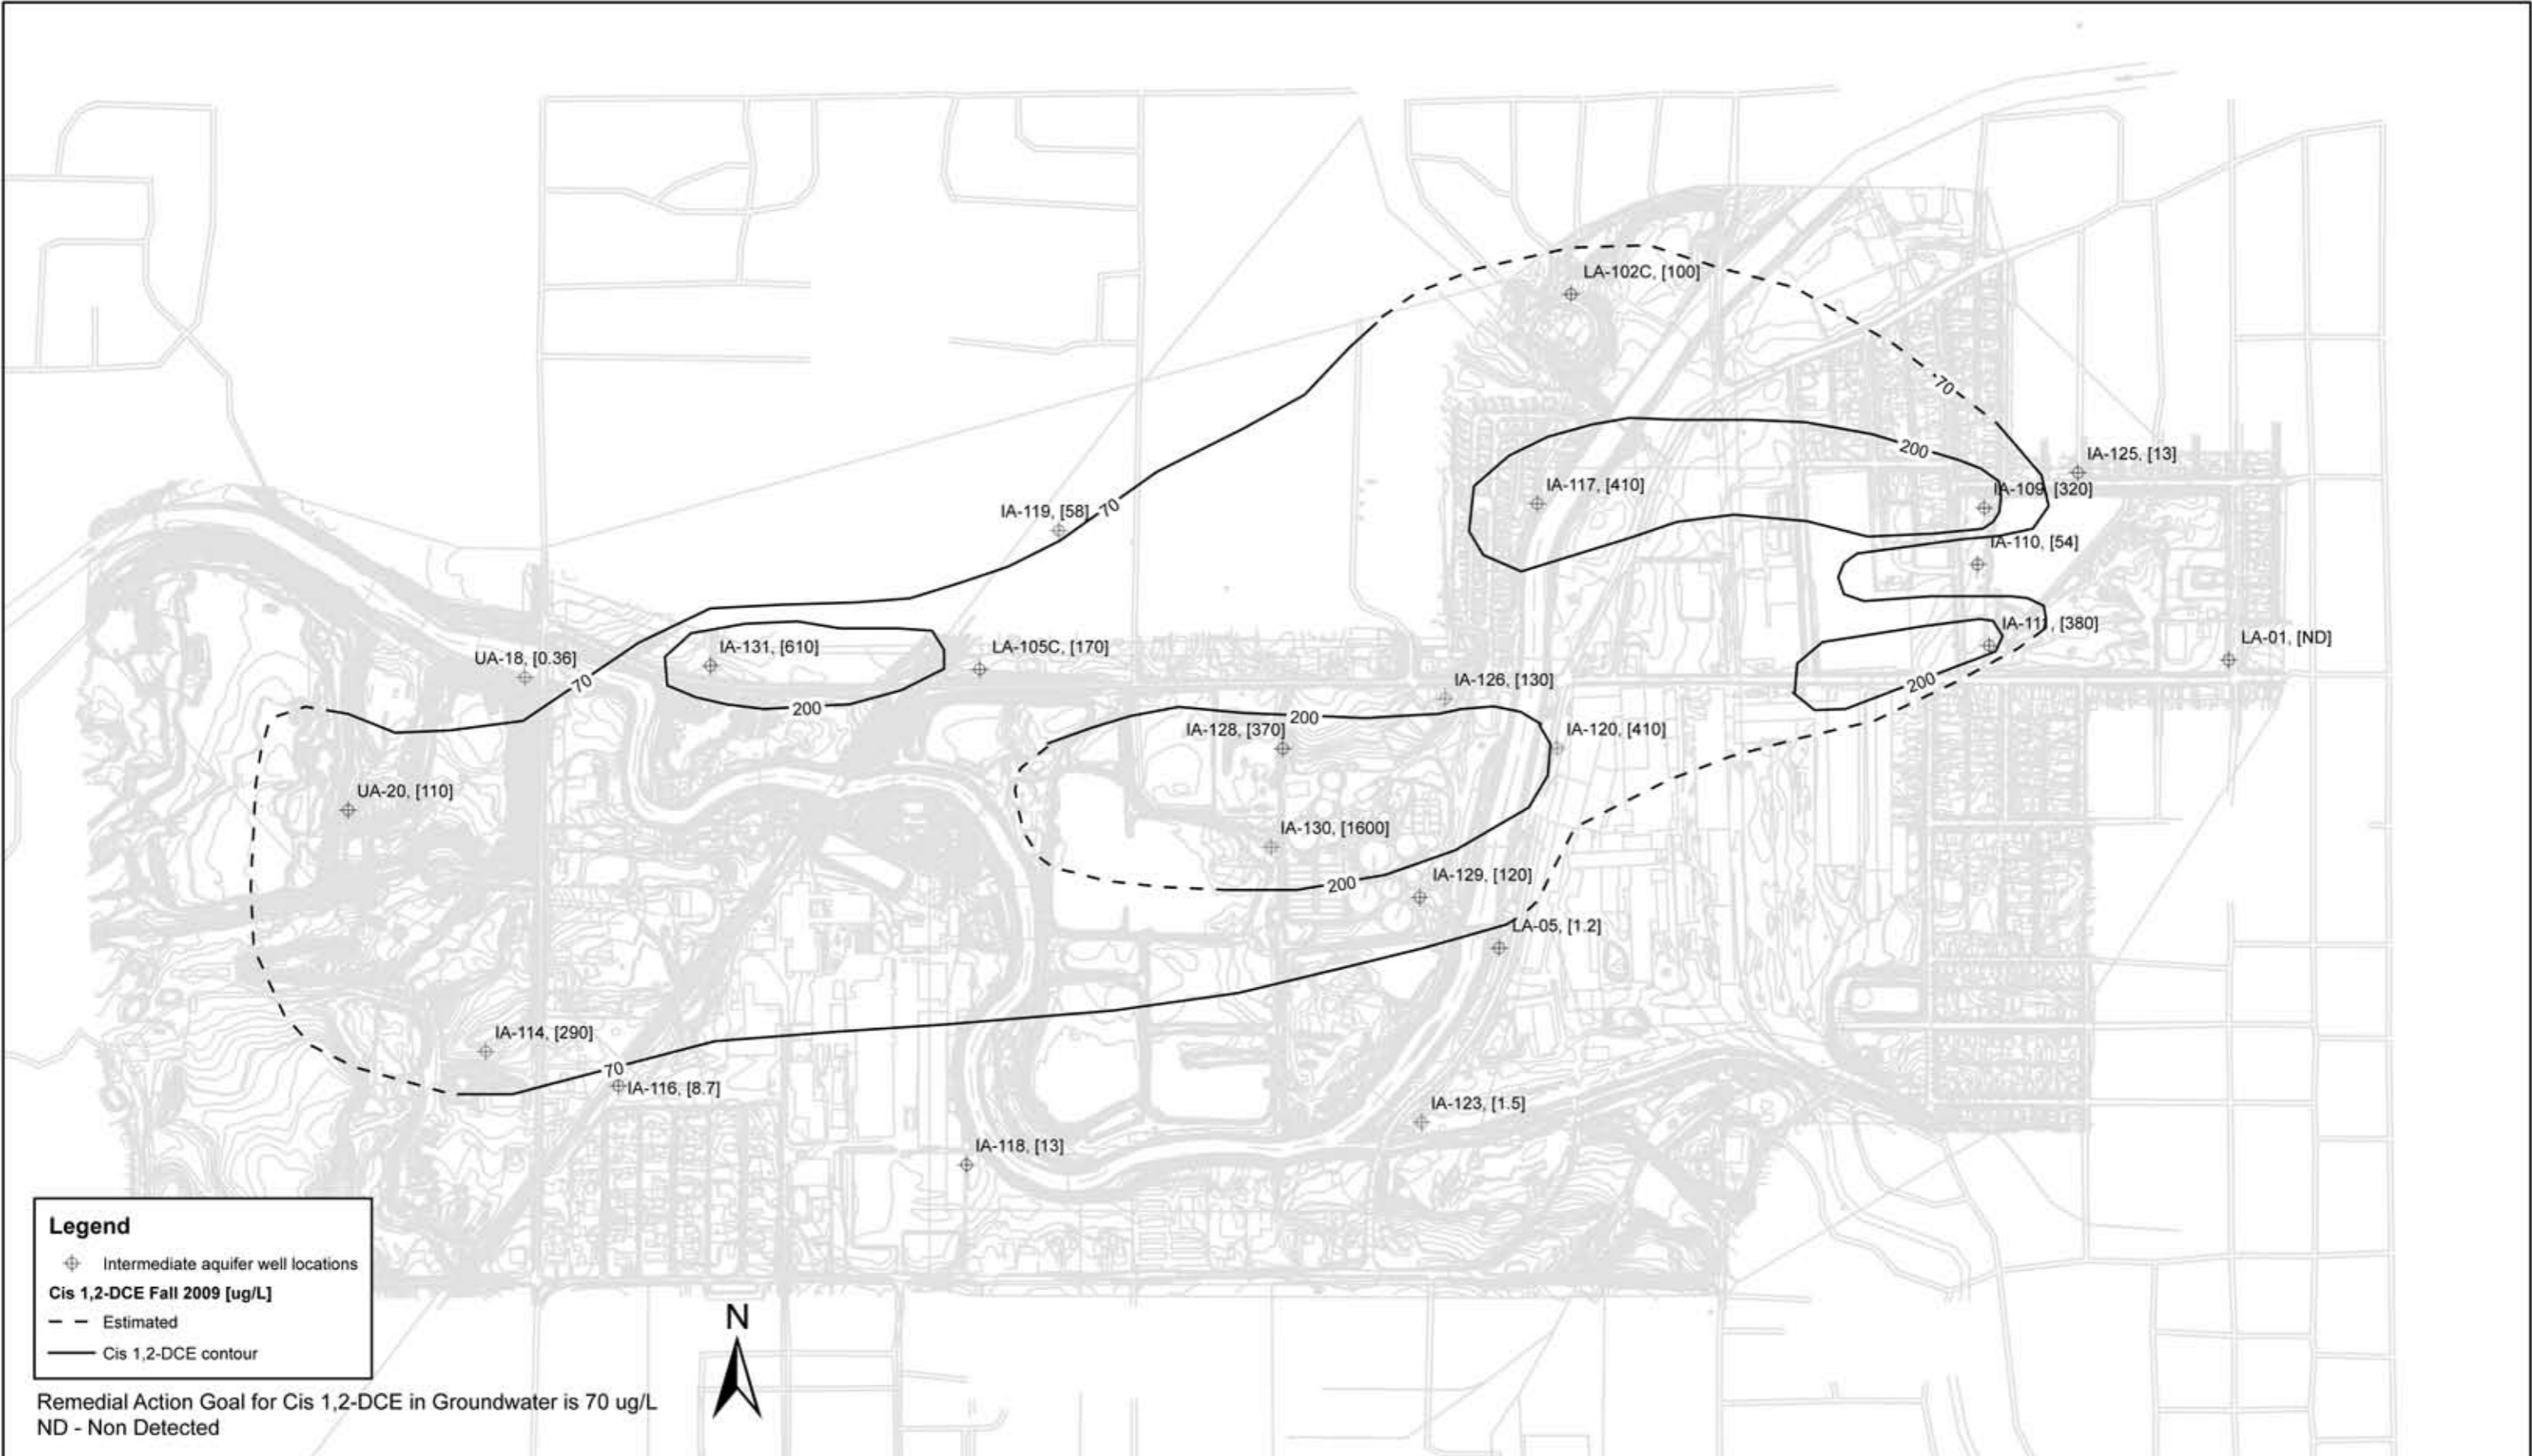 LA-102C, [100]
70
200
IA-125, [13]
IA-117, [410]
IA-109, [320]
IA-119, [58]
70
IA-110, [54]
IA-111, [380]
LA-01, [ND]
IA-131, [610]
LA-105C, [170]
UA-18, [0.36]
70
200
IA-126, [130]
200
200
IA-128, [370]
IA-120, [410]
UA-20, [110]
IA-130, [1600]
200
IA-129, [120]
LA-05, [1.2]
IA-114, [290]
70
IA-116, [8.7]
IA-123, [1.5]
IA-118, [13]
Legend
Intermediate aquifer well locations
Cis 1,2-DCE Fall 2009 [ug/L]
Estimated
Cis 1,2-DCE contour
N
Remedial Action Goal for Cis 1,2-DCE in Groundwater is 70 ug/L
ND - Non Detected